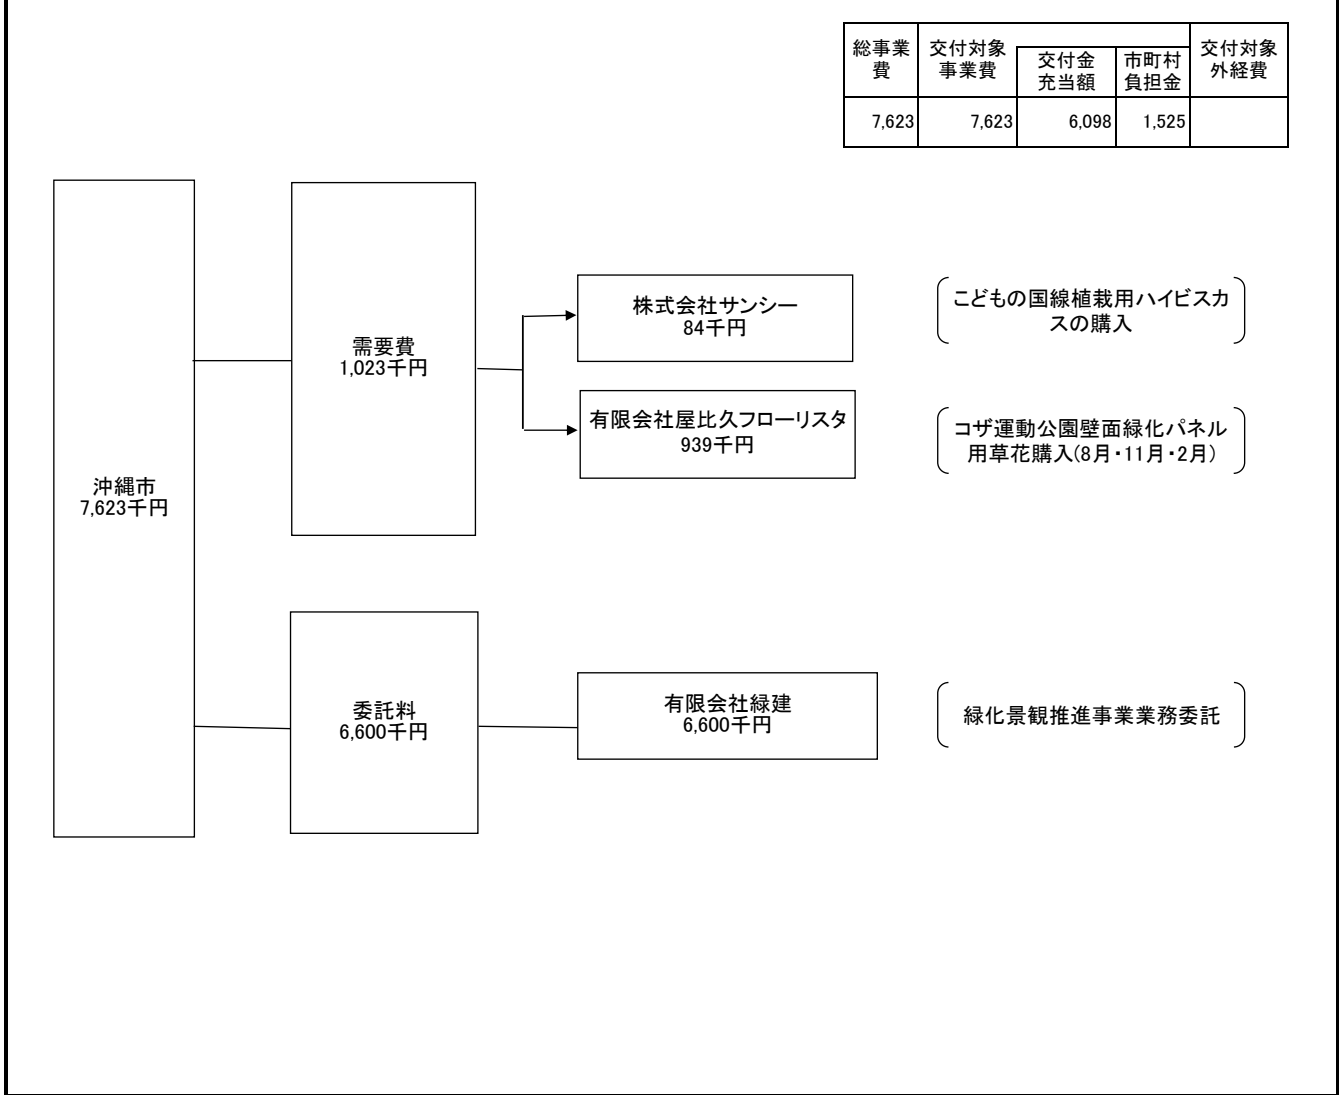 総事業
費
交付対象
事業費
交付金
充当額
市町村
負担金
交付対象
外経費
7,623
7,623
6,098
1,525
株式会社サンシー
84千円
こどもの国線植栽用ハイビスカ
スの購入
需要費
1,023千円
有限会社屋比久フローリスタ
939千円
コザ運動公園壁面緑化パネル
用草花購入(8月・11月・2月)
沖縄市
7,623千円
委託料
6,600千円
有限会社緑建
6,600千円
緑化景観推進事業業務委託